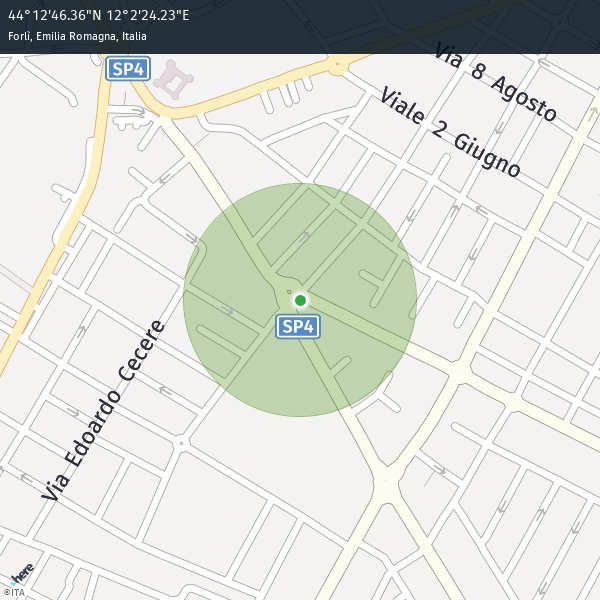 44°12'46.36"N 12°2'24.23"E
Forlì, Emilia Romagna, Italia
SP4
Via 8 Agosto
Viale 2 Giugno
SP4
Via Edoardo Cecere
here
©ITA